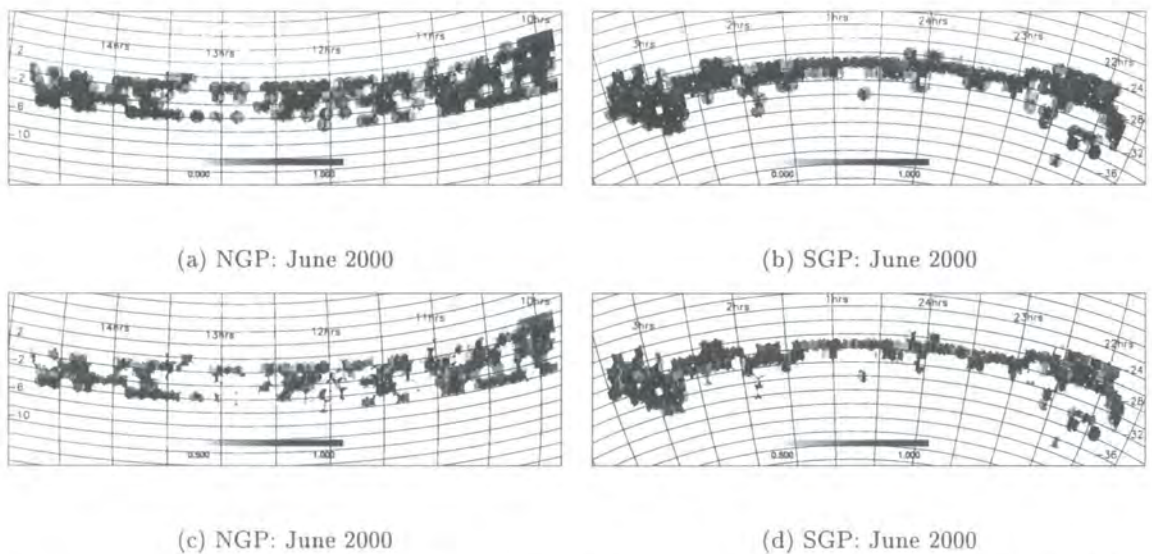 14hrs 13hrs 12hrs 11hrs 10hrs
2
-2
-6
-10
0.000 1.000
3hrs 2hrs 1hrs 24hrs 23hrs 22hrs
-24
-28
-32
-36
0.000 1.000
(a) NGP: June 2000
(b) SGP: June 2000
14hrs 13hrs 12hrs 11hrs 10hrs
2
-2
-6
-10
0.500 1.000
3hrs 2hrs 1hrs 24hrs 23hrs 22hrs
-24
-28
-32
-36
0.500 1.000
(c) NGP: June 2000
(d) SGP: June 2000